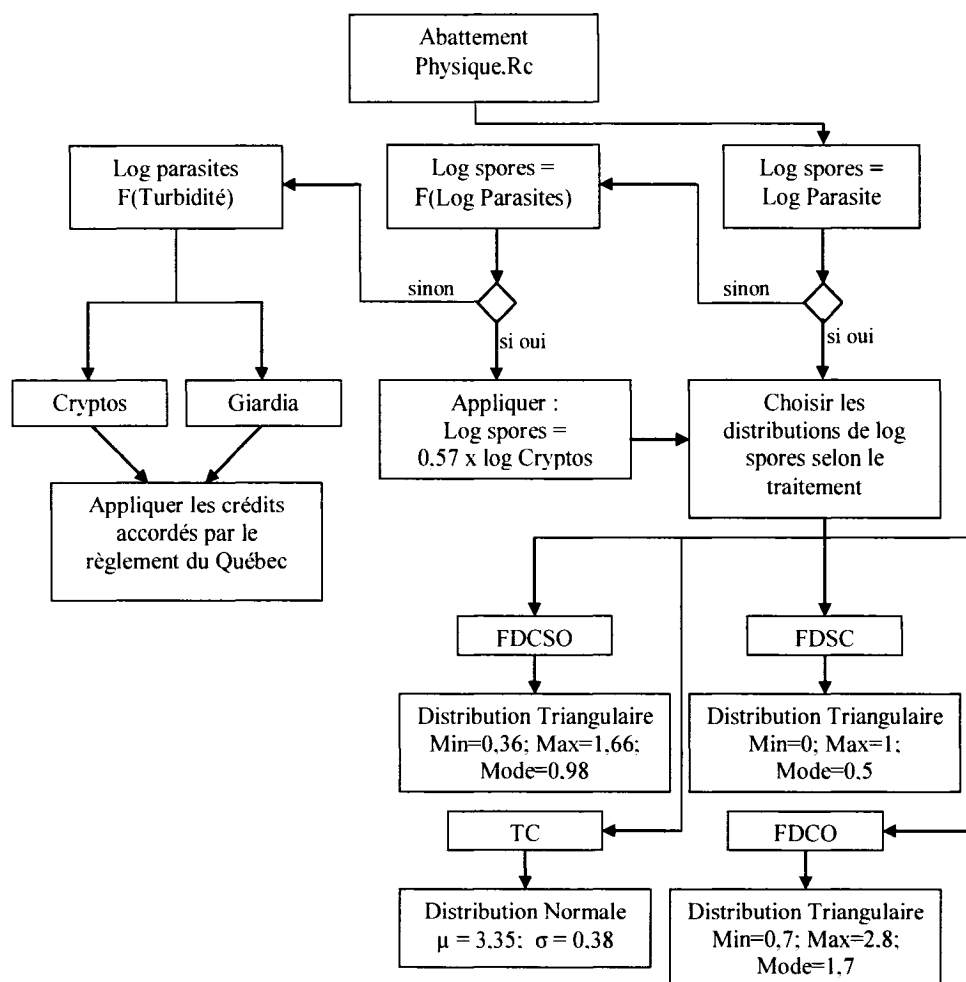 Abattement
Physique.Rc
Log parasites
F(Turbidité)
Log spores =
F(Log Parasites)
Log spores =
Log Parasite
sinon
sinon
si oui
si oui
Cryptos
Giardia
Appliquer :
Log spores =
0.57 x log Cryptos
Choisir les
distributions de log
spores selon le
traitement
Appliquer les crédits
accordés par le
règlement du Québec
FDCSO
FDSC
Distribution Triangulaire
Min=0,36; Max=1,66;
Mode=0,98
Distribution Triangulaire
Min=0; Max=1;
Mode=0.5
TC
FDCO
Distribution Normale
μ = 3,35; σ = 0,38
Distribution Triangulaire
Min=0,7; Max=2.8;
Mode=1,7